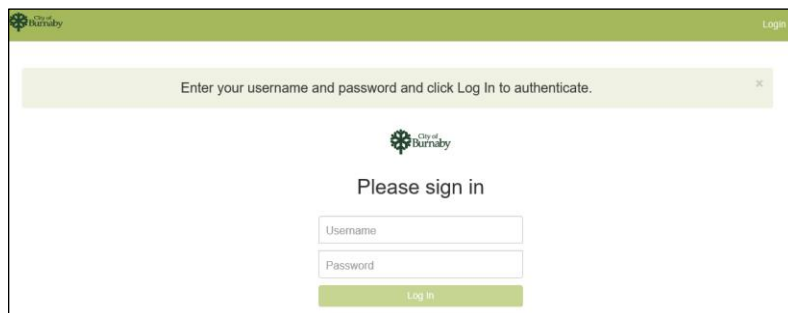 City of
Burnaby
Login
Enter your username and password and click Log In to authenticate.
×
City of
Burnaby
Please sign in
Username
Password
Log In